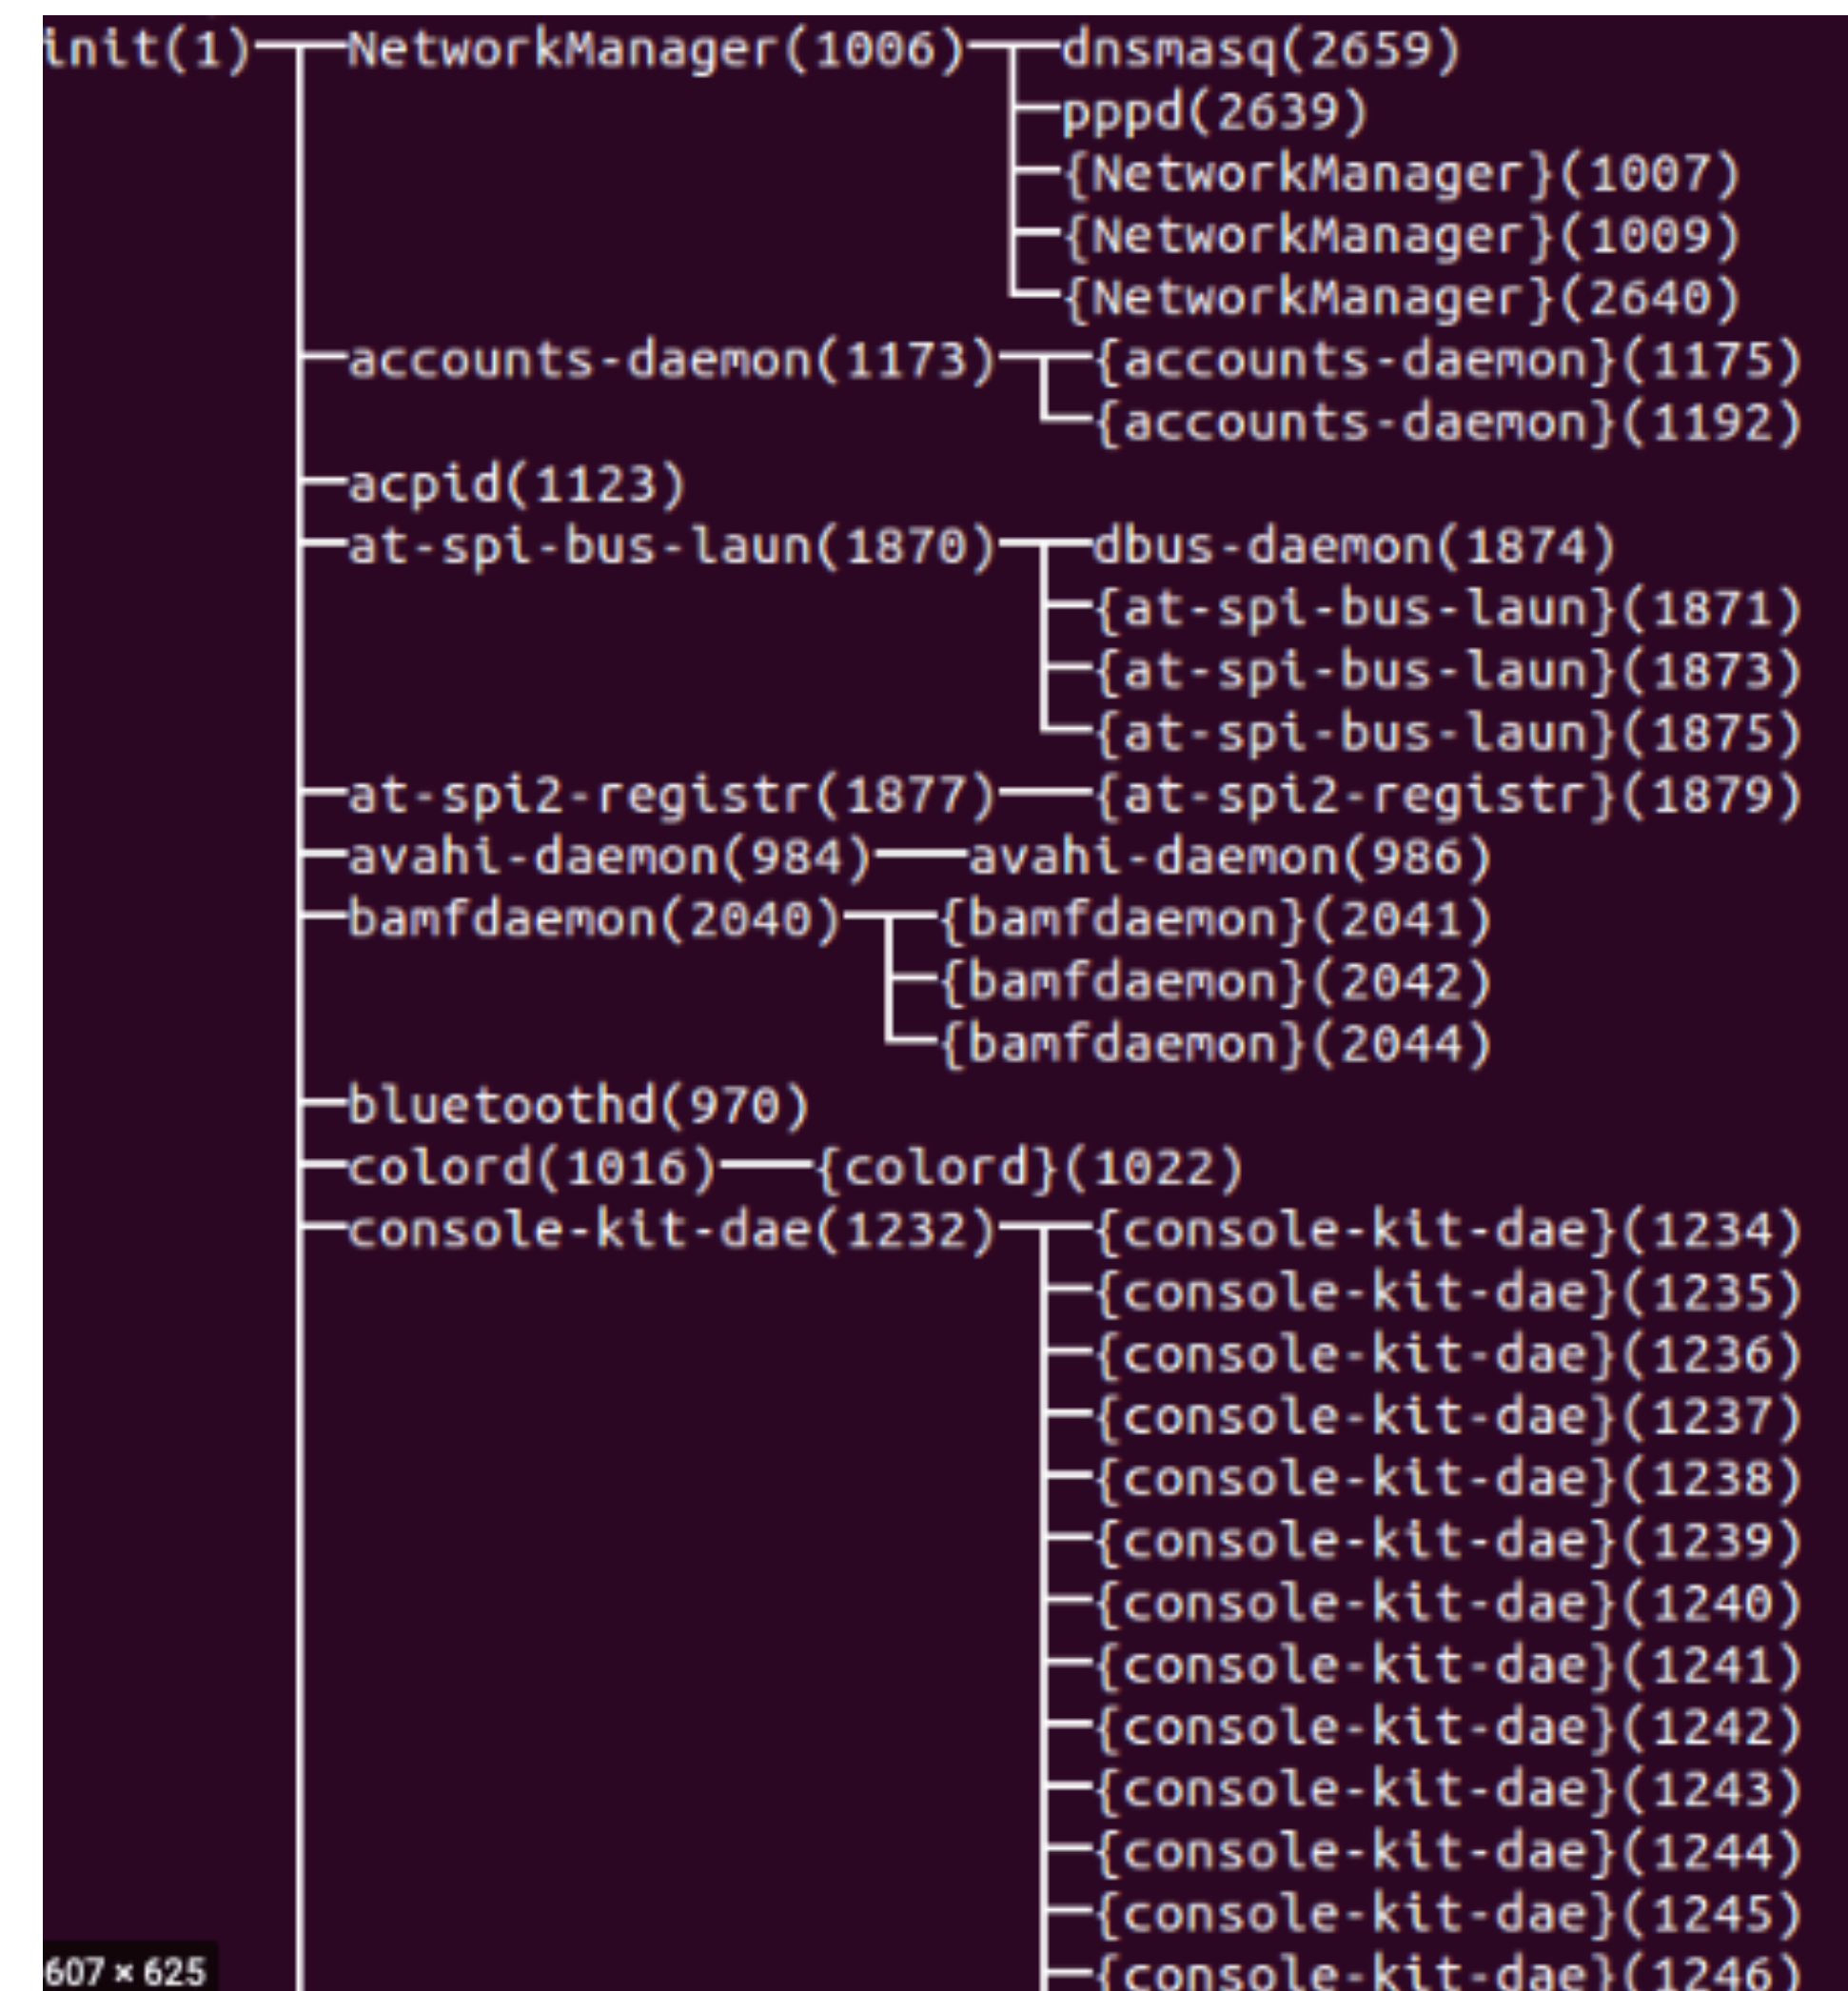 init(1)─┬─NetworkManager(1006)─┬─dnsmasq(2659)
        │                      ├─pppd(2639)
        │                      ├─{NetworkManager}(1007)
        │                      ├─{NetworkManager}(1009)
        │                      └─{NetworkManager}(2640)
        ├─accounts-daemon(1173)─┬─{accounts-daemon}(1175)
        │                       └─{accounts-daemon}(1192)
        ├─acpid(1123)
        ├─at-spi-bus-laun(1870)─┬─dbus-daemon(1874)
        │                       ├─{at-spi-bus-laun}(1871)
        │                       ├─{at-spi-bus-laun}(1873)
        │                       └─{at-spi-bus-laun}(1875)
        ├─at-spi2-registr(1877)───{at-spi2-registr}(1879)
        ├─avahi-daemon(984)───avahi-daemon(986)
        ├─bamfdaemon(2040)─┬─{bamfdaemon}(2041)
        │                  ├─{bamfdaemon}(2042)
        │                  └─{bamfdaemon}(2044)
        ├─bluetoothd(970)
        ├─colord(1016)───{colord}(1022)
        ├─console-kit-dae(1232)─┬─{console-kit-dae}(1234)
        │                       ├─{console-kit-dae}(1235)
        │                       ├─{console-kit-dae}(1236)
        │                       ├─{console-kit-dae}(1237)
        │                       ├─{console-kit-dae}(1238)
        │                       ├─{console-kit-dae}(1239)
        │                       ├─{console-kit-dae}(1240)
        │                       ├─{console-kit-dae}(1241)
        │                       ├─{console-kit-dae}(1242)
        │                       ├─{console-kit-dae}(1243)
        │                       ├─{console-kit-dae}(1244)
        │                       ├─{console-kit-dae}(1245)
        │                       ├─{console-kit-dae}(1246)
607 × 625